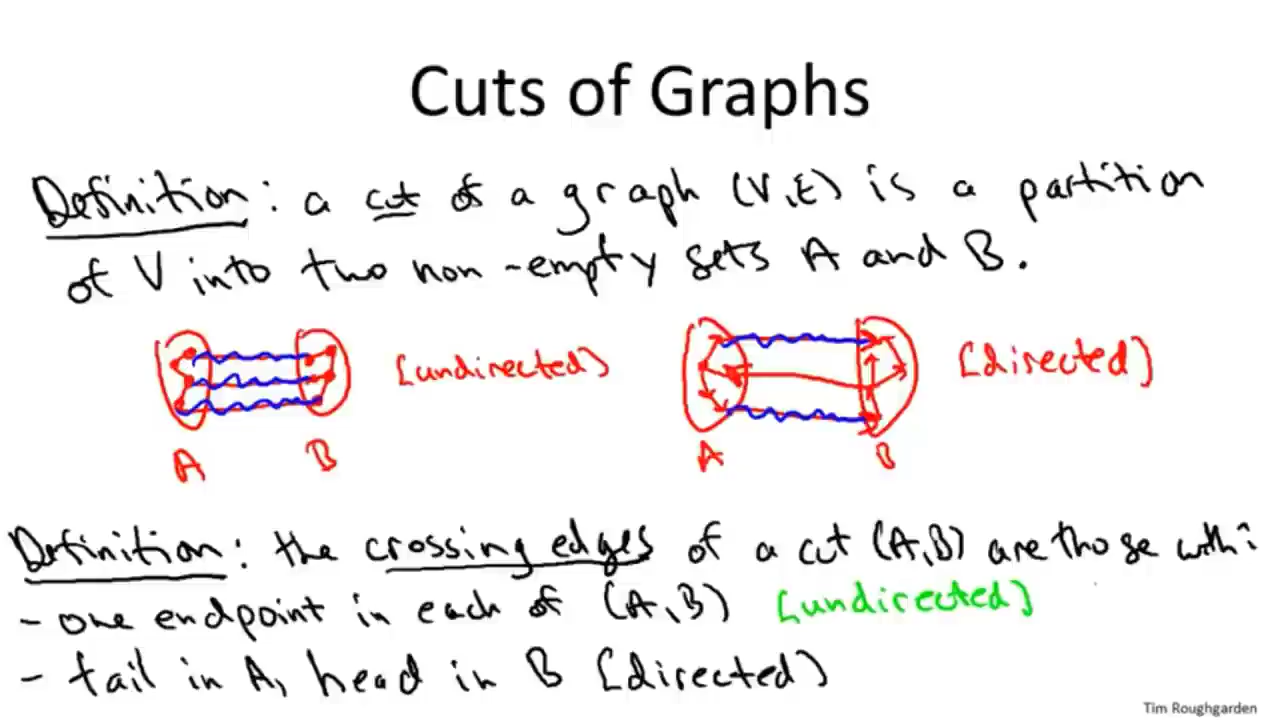 Cuts of Graphs
Definition: a cut of a graph (V,E) is a partition
of V into two non-empty sets A and B.
[undirected] [directed]
A B A B
Definition: the crossing edges of a cut (A,B) are those with:
- one endpoint in each of (A,B) [undirected]
- tail in A, head in B [directed]
Tim Roughgarden